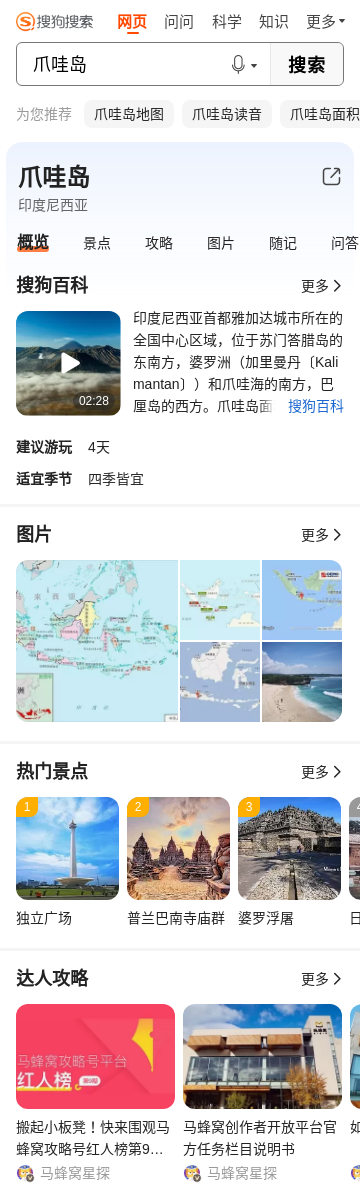 搜狗搜索 网页 问问 科学 知识 更多
爪哇岛 搜索
为您推荐 爪哇岛地图 爪哇岛读音 爪哇岛面积
爪哇岛
印度尼西亚
概览 景点 攻略 图片 随记 问答
搜狗百科 更多
印度尼西亚首都雅加达城市所在的
全国中心区域，位于苏门答腊岛的
东南方，婆罗洲（加里曼丹〔Kali
mantan〕）和爪哇海的南方，巴
厘岛的西方。爪哇岛面 搜狗百科
02:28
建议游玩 4天
适宜季节 四季皆宜
图片 更多
热门景点 更多
1 2 3
独立广场 普兰巴南寺庙群 婆罗浮屠
达人攻略 更多
马蜂窝攻略号平台
红人榜
搬起小板凳！快来围观马
蜂窝攻略号红人榜第9...
马蜂窝星探
马蜂窝创作者开放平台官
方任务栏目说明书
马蜂窝星探